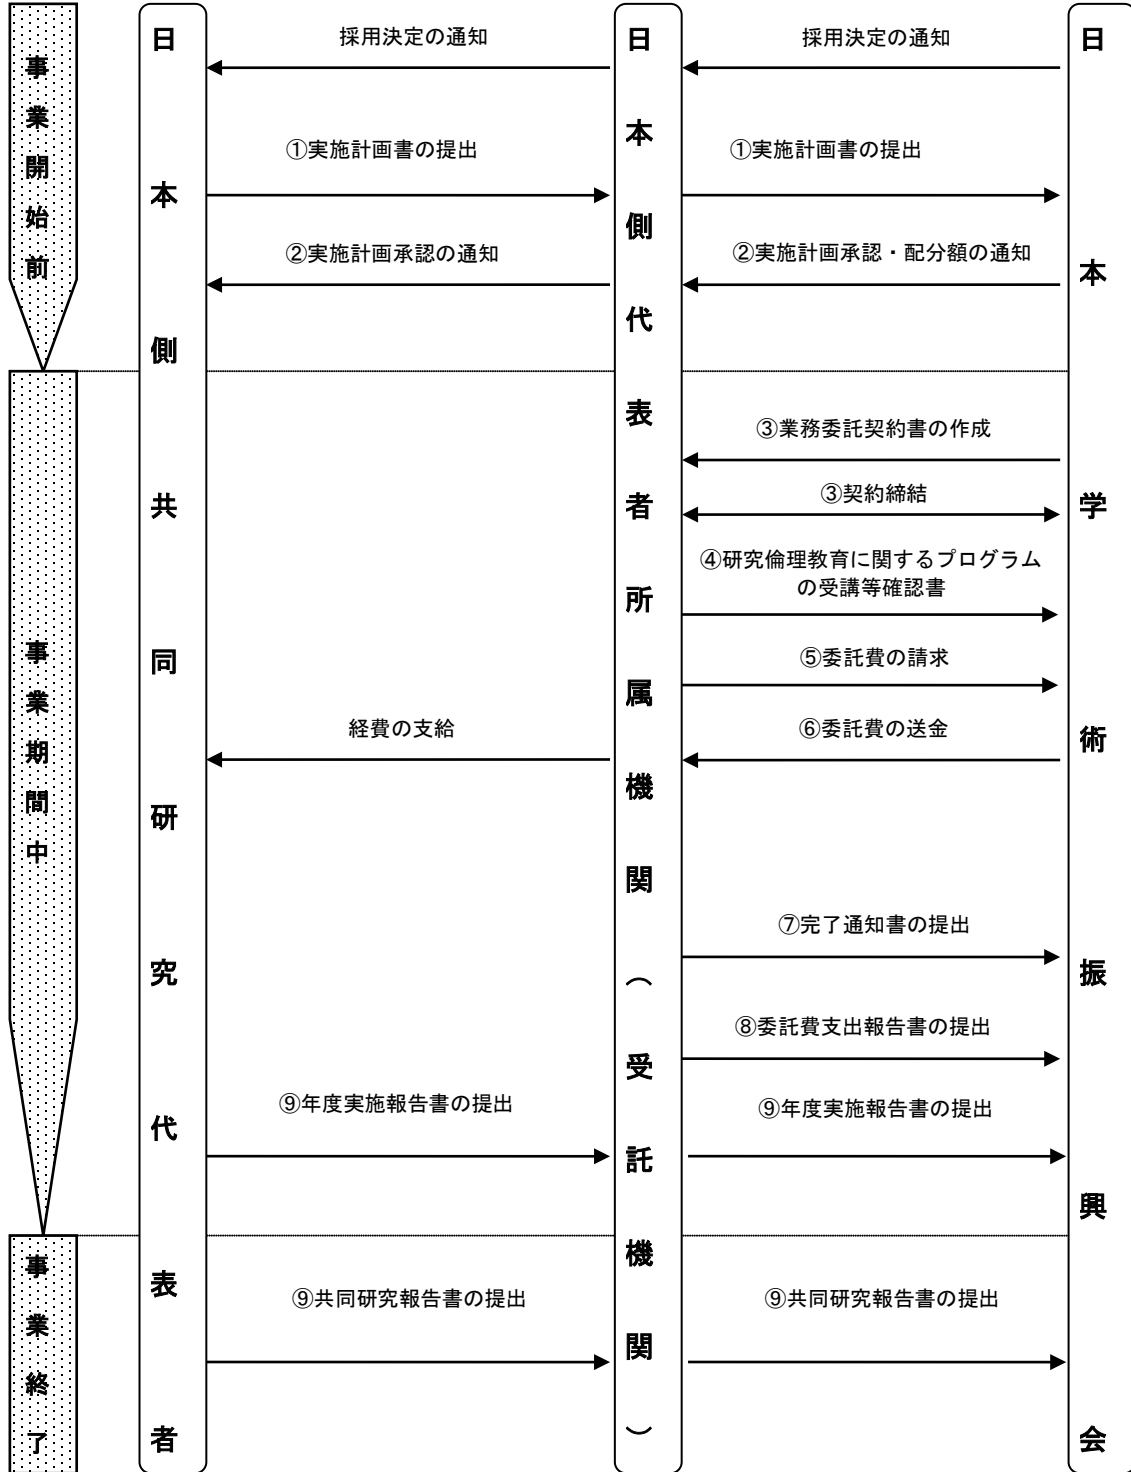 事業開始前
事業期間中
事業終了
日本側共同研究代表者
日本側代表者所属機関（受託機関）
日本学術振興会
採用決定の通知
採用決定の通知
①実施計画書の提出
①実施計画書の提出
②実施計画承認の通知
②実施計画承認・配分額の通知
③業務委託契約書の作成
③契約締結
④研究倫理教育に関するプログラム
の受講等確認書
⑤委託費の請求
経費の支給
⑥委託費の送金
⑦完了通知書の提出
⑧委託費支出報告書の提出
⑨年度実施報告書の提出
⑨年度実施報告書の提出
⑨共同研究報告書の提出
⑨共同研究報告書の提出